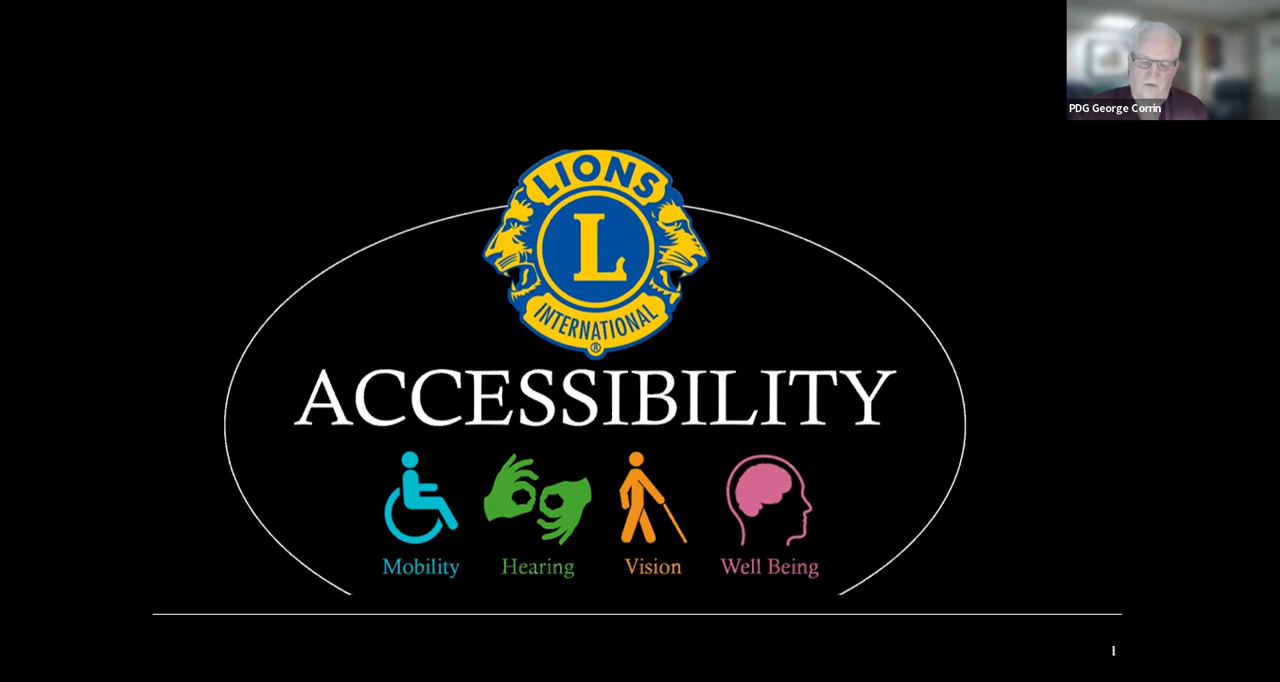 PDG George Corrin
LIONS
L
INTERNATIONAL
®
ACCESSIBILITY
Mobility Hearing Vision Well Being
1